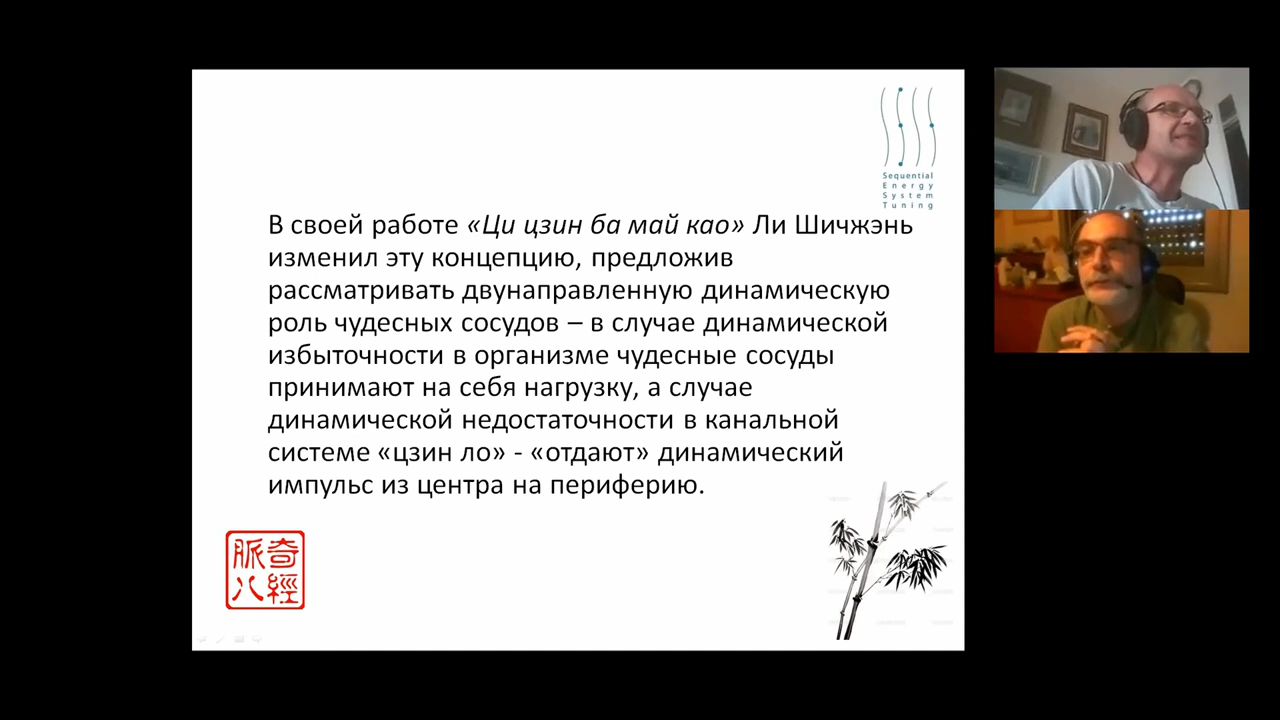 Sequential
Energy
System
Tuning
В своей работе «Ци цзин ба май као» Ли Шичжэнь
изменил эту концепцию, предложив
рассматривать двунаправленную динамическую
роль чудесных сосудов – в случае динамической
избыточности в организме чудесные сосуды
принимают на себя нагрузку, а случае
динамической недостаточности в канальной
системе «цзин ло» - «отдают» динамический
импульс из центра на периферию.
奇經
脈八